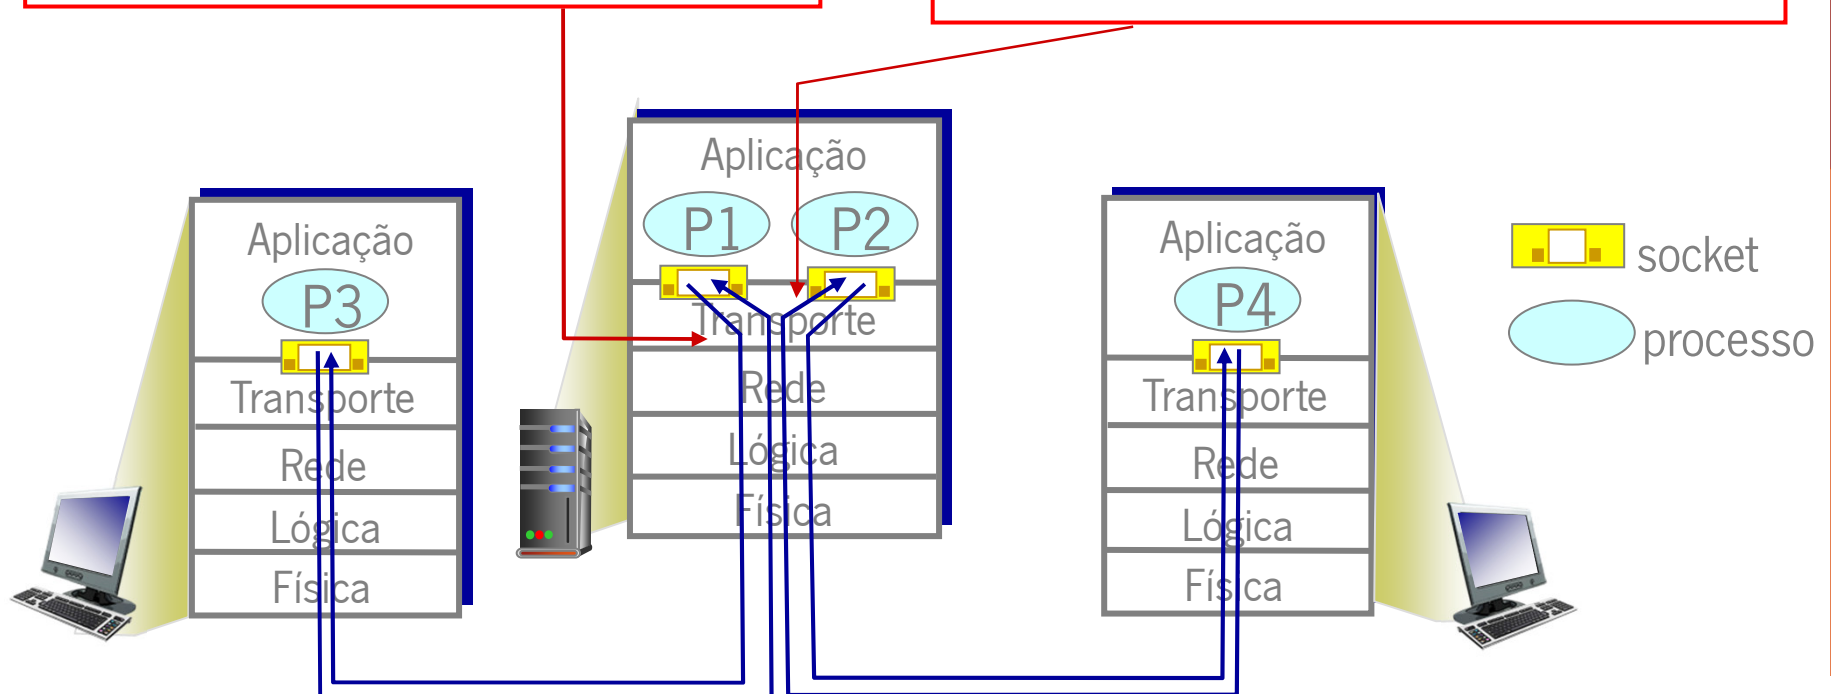 Aplicação
P3
Transporte
Rede
Lógica
Física
Aplicação
P1
P2
Transporte
Rede
Lógica
Física
Aplicação
P4
Transporte
Rede
Lógica
Física
socket
processo